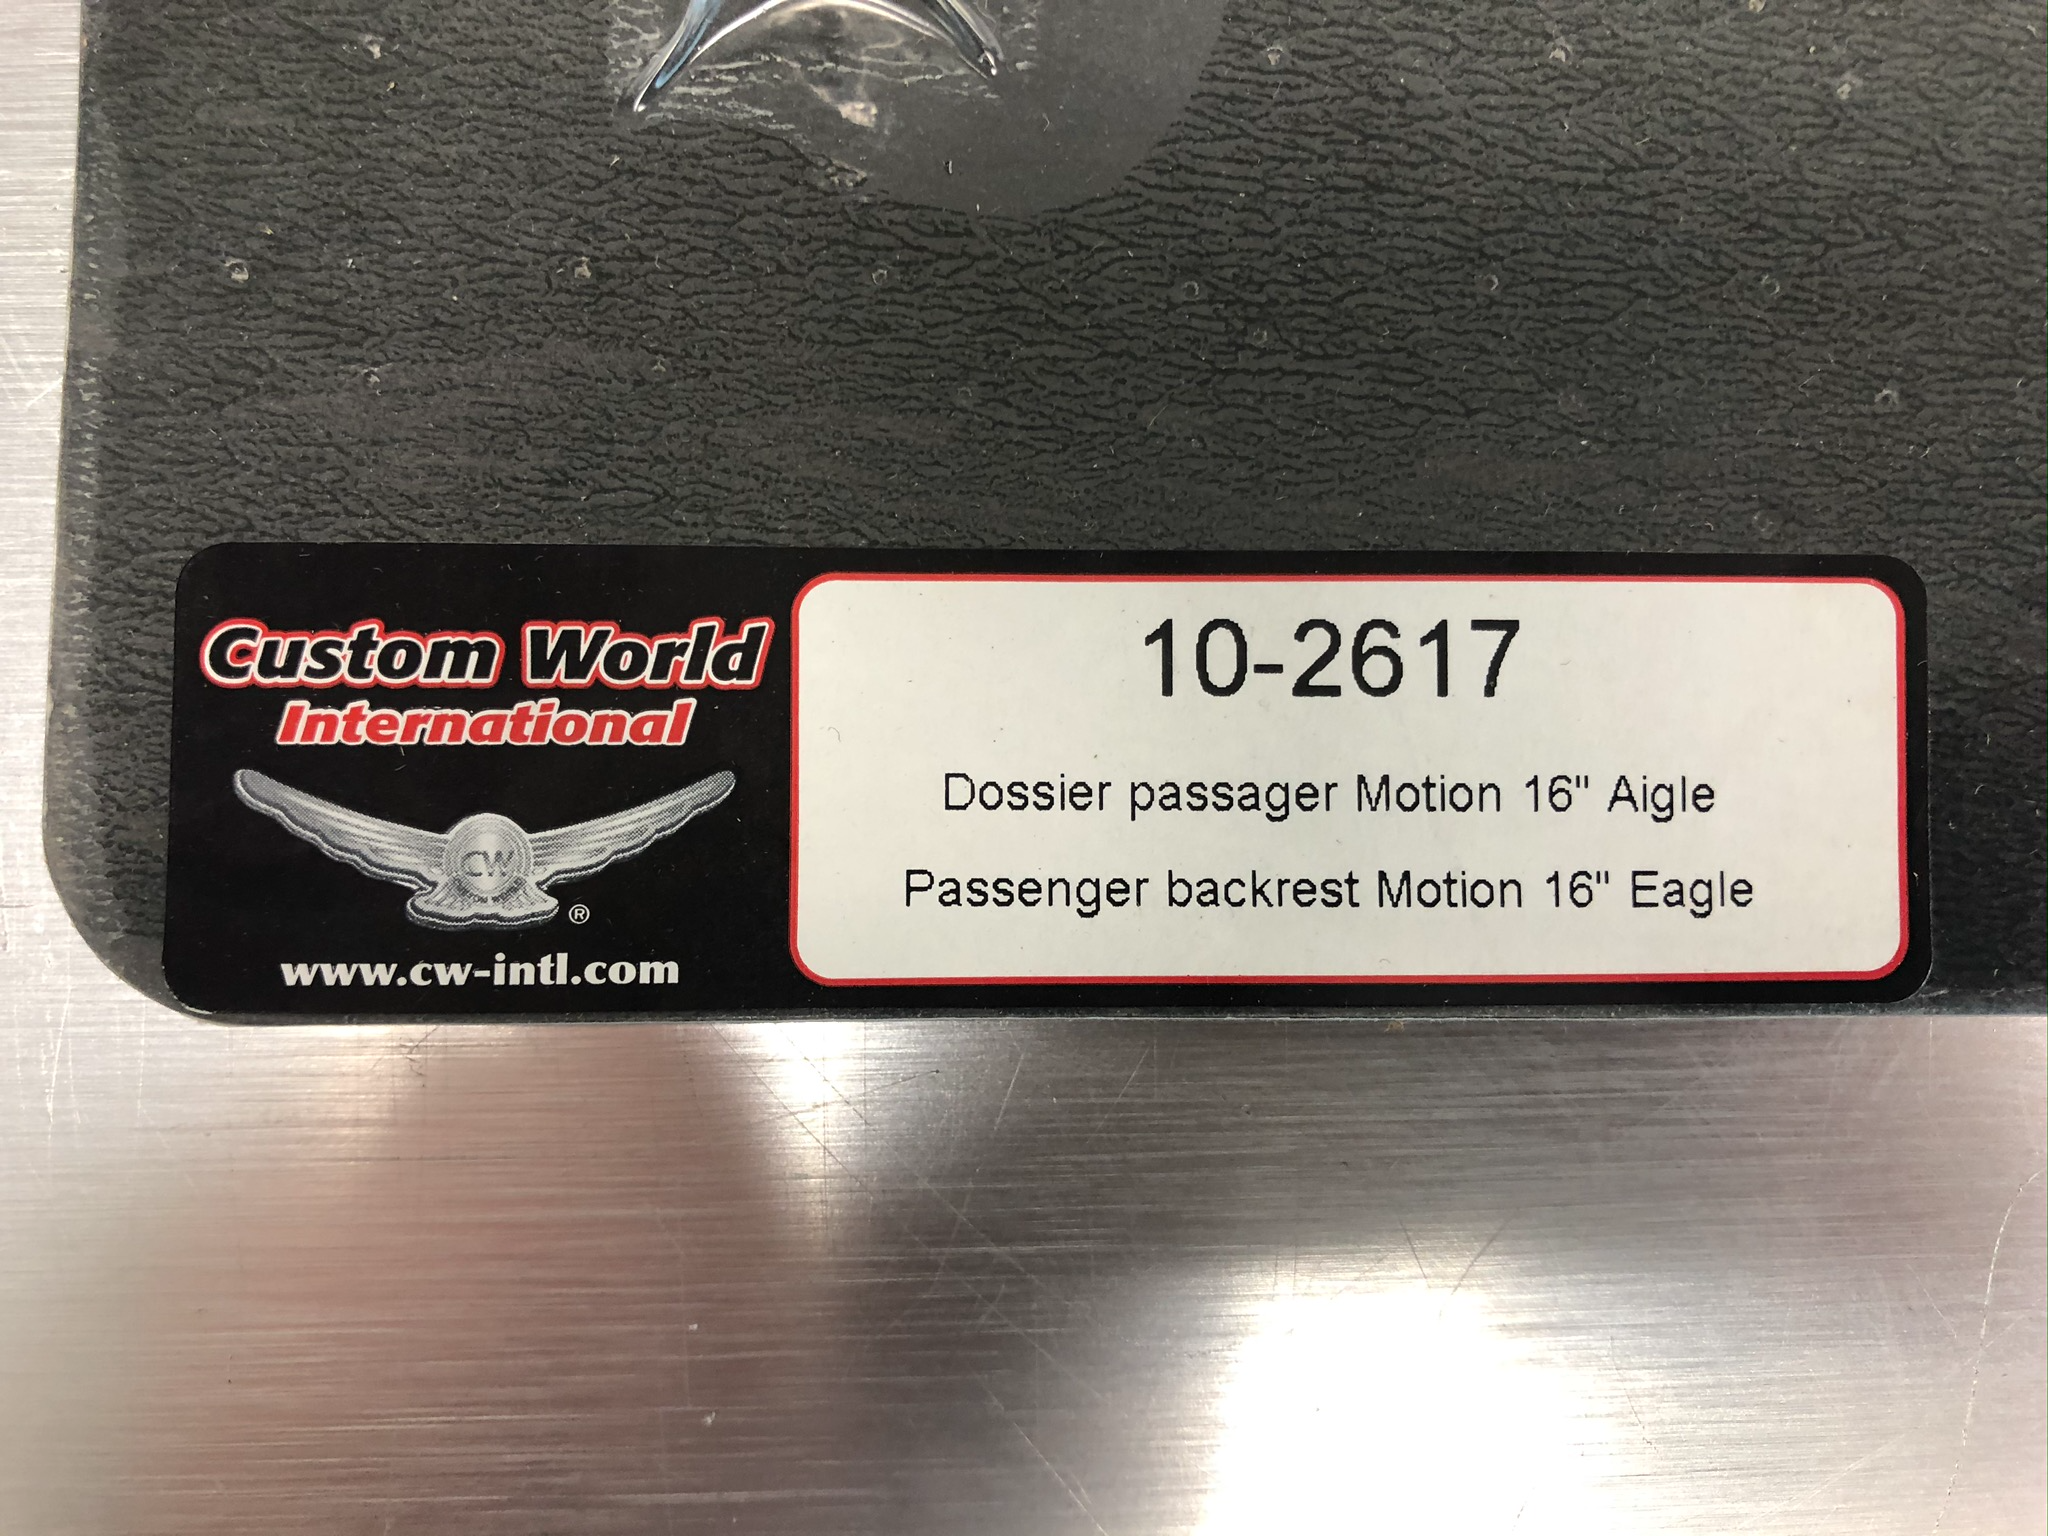 Custom World
International
CW
®
www.cw-intl.com
10-2617
Dossier passager Motion 16" Aigle
Passenger backrest Motion 16" Eagle